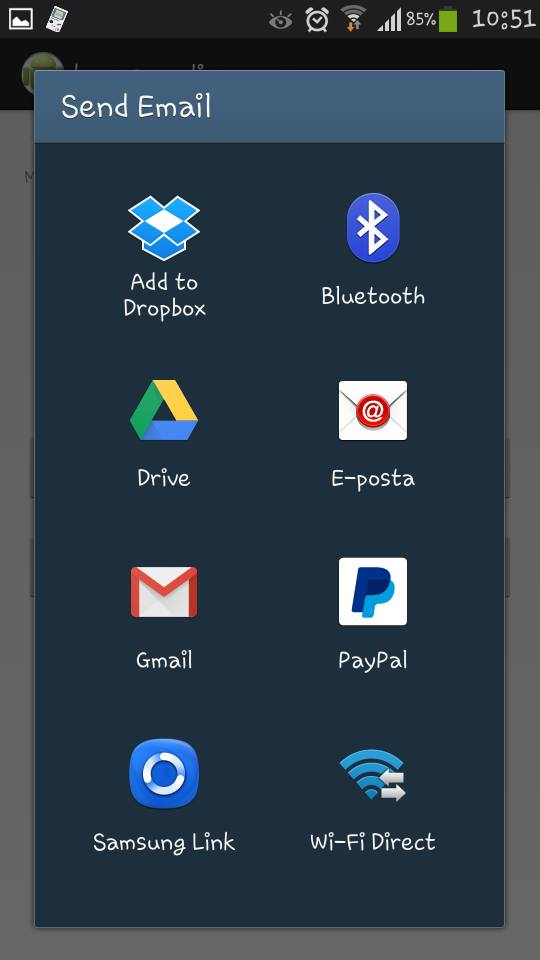 85% 10:51
Send Email
Add to
Dropbox
Bluetooth
Drive
E-posta
Gmail
PayPal
Samsung Link
Wi-Fi Direct